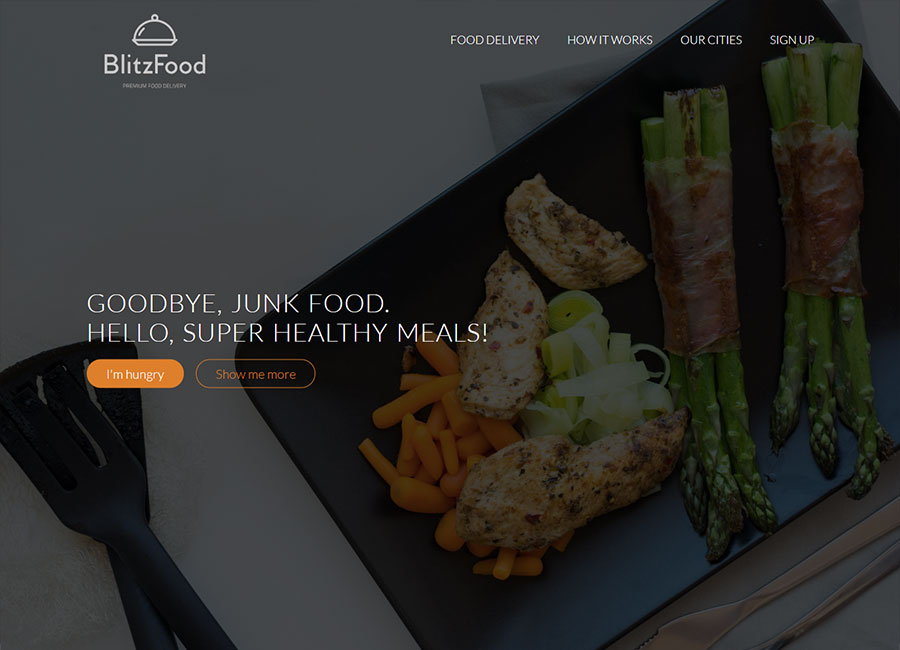 BlitzFood
PREMIUM FOOD DELIVERY
FOOD DELIVERY
HOW IT WORKS
OUR CITIES
SIGN UP
GOODBYE, JUNK FOOD.
HELLO, SUPER HEALTHY MEALS!
I'm hungry
Show me more